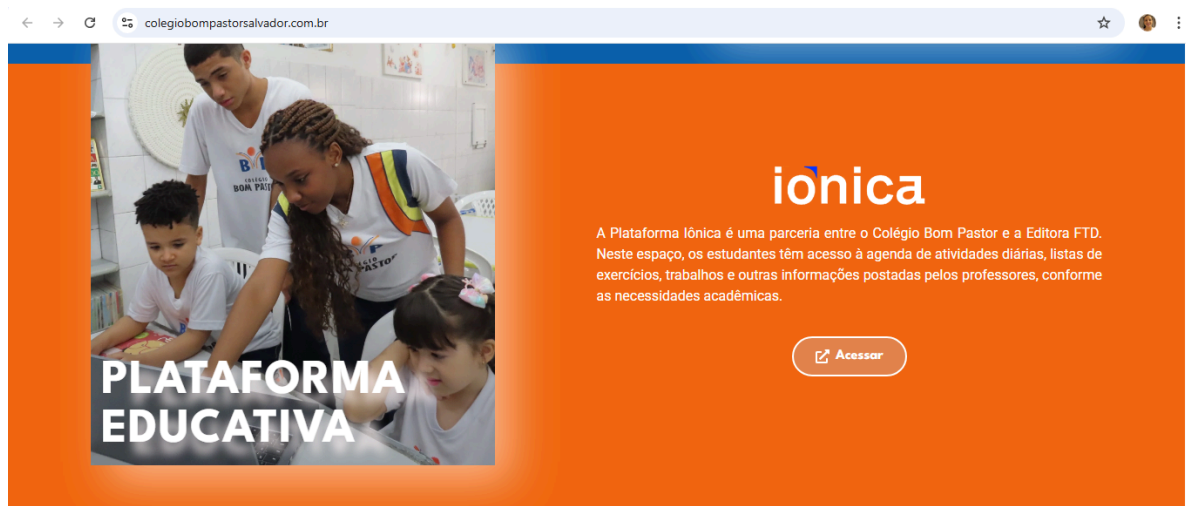 colegiobompastorsalvador.com.br
BOM PASTOR
PLATAFORMA
EDUCATIVA
iônica
A Plataforma Iônica é uma parceria entre o Colégio Bom Pastor e a Editora FTD.
Neste espaço, os estudantes têm acesso à agenda de atividades diárias, listas de
exercícios, trabalhos e outras informações postadas pelos professores, conforme
as necessidades acadêmicas.
Acessar